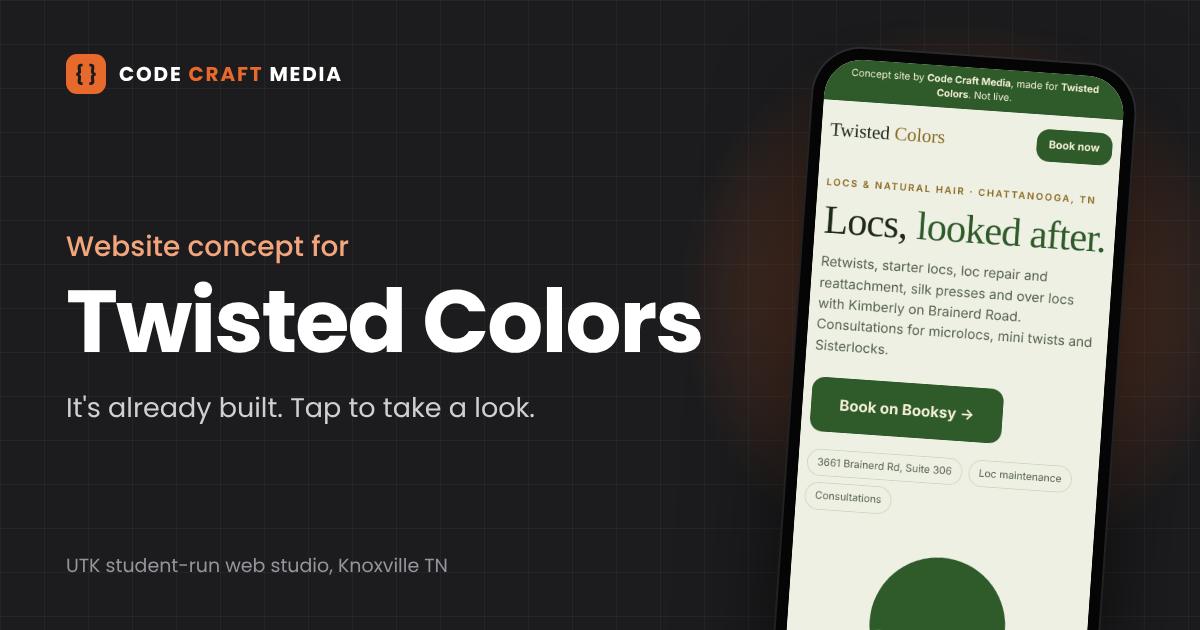 { } CODE CRAFT MEDIA
Website concept for
Twisted Colors
It's already built. Tap to take a look.
UTK student-run web studio, Knoxville TN
Concept site by Code Craft Media, made for Twisted
Colors. Not live.
Twisted Colors
Book now
LOCS & NATURAL HAIR · CHATTANOOGA, TN
Locs, looked after.
Retwists, starter locs, loc repair and
reattachment, silk presses and over locs
with Kimberly on Brainerd Road.
Consultations for microlocs, mini twists and
Sisterlocks.
Book on Booksy →
3661 Brainerd Rd, Suite 306
Loc maintenance
Consultations